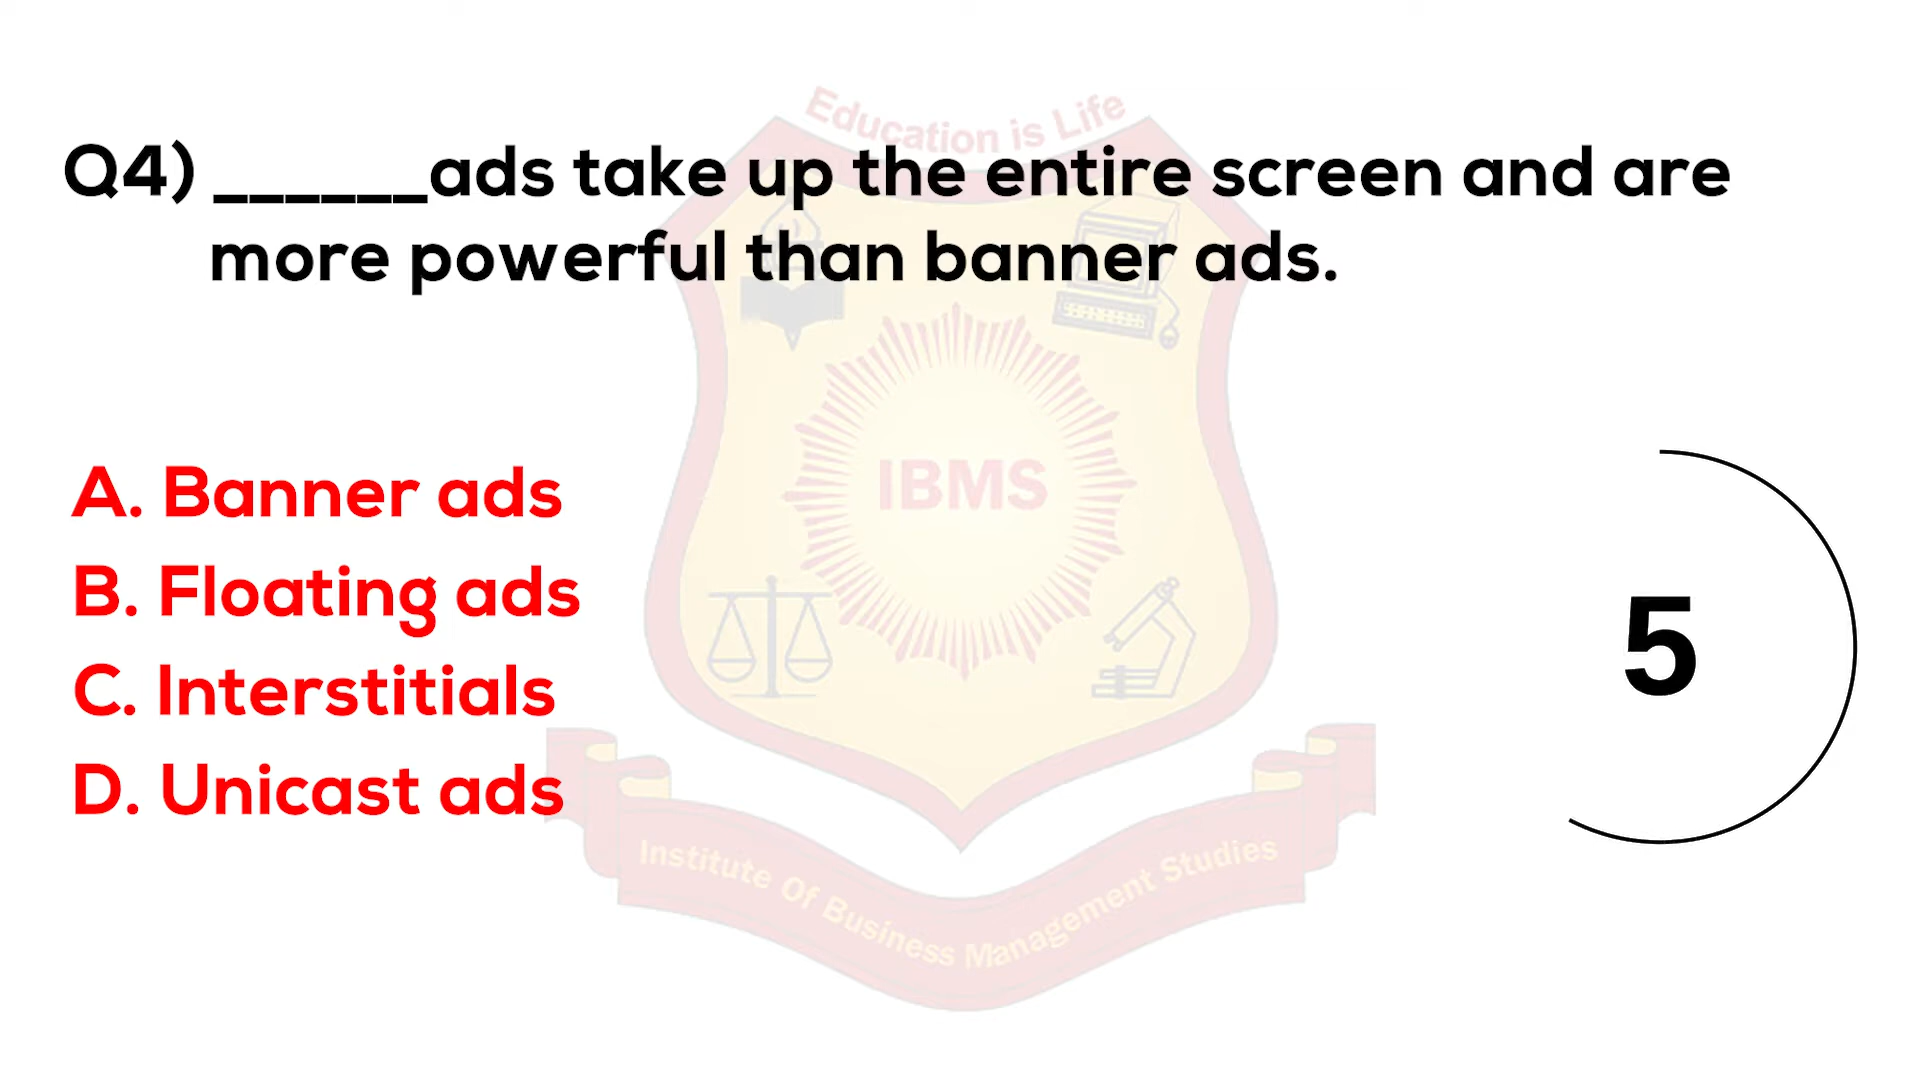 Education is Life
Q4) ______ads take up the entire screen and are
more powerful than banner ads.
IBMS
A. Banner ads
B. Floating ads
C. Interstitials
D. Unicast ads
5
Institute Of Business Management Studies